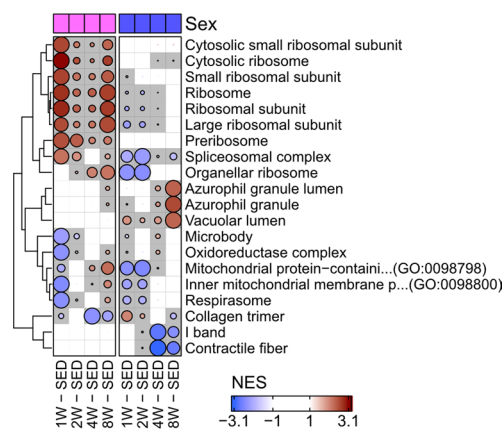 Sex
Cytosolic small ribosomal subunit
Cytosolic ribosome
Small ribosomal subunit
Ribosome
Ribosomal subunit
Large ribosomal subunit
Preribosome
Spliceosomal complex
Organellar ribosome
Azurophil granule lumen
Azurophil granule
Vacuolar lumen
Microbody
Oxidoreductase complex
Mitochondrial protein−containi...(GO:0098798)
Inner mitochondrial membrane p...(GO:0098800)
Respirasome
Collagen trimer
I band
Contractile fiber
1W − SED
2W − SED
4W − SED
8W − SED
1W − SED
2W − SED
4W − SED
8W − SED
NES
−3.1 −1 1 3.1